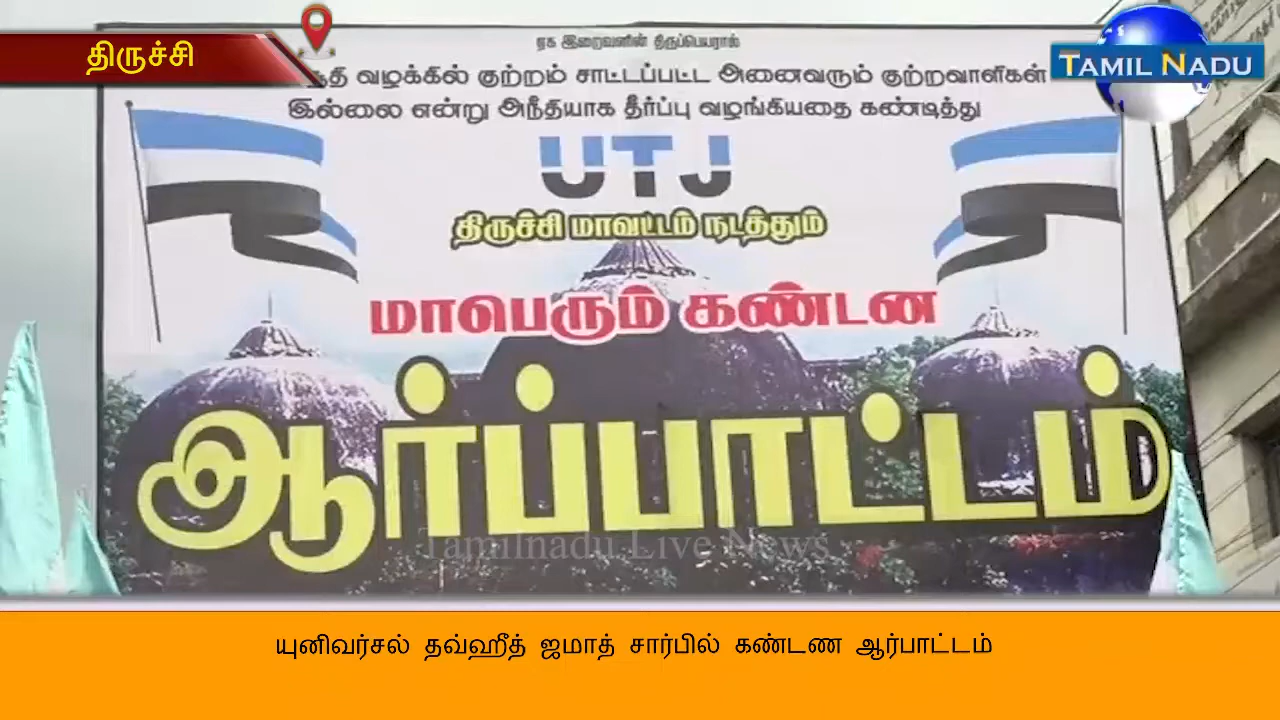 திருச்சி
TAMIL NADU
ஏக இறைவனின் திருப்பெயரால்
வழக்கில் குற்றம் சாட்டப்பட்ட அனைவரும் குற்றவாளிகள்
இல்லை என்று அநீதியாக தீர்ப்பு வழங்கியதை கண்டித்து
UTJ
திருச்சி மாவட்டம் நடத்தும்
மாபெரும் கண்டன
ஆர்ப்பாட்டம்
Tamilnadu Live News
யுனிவர்சல் தவ்ஹீத் ஜமாத் சார்பில் கண்டண ஆர்பாட்டம்